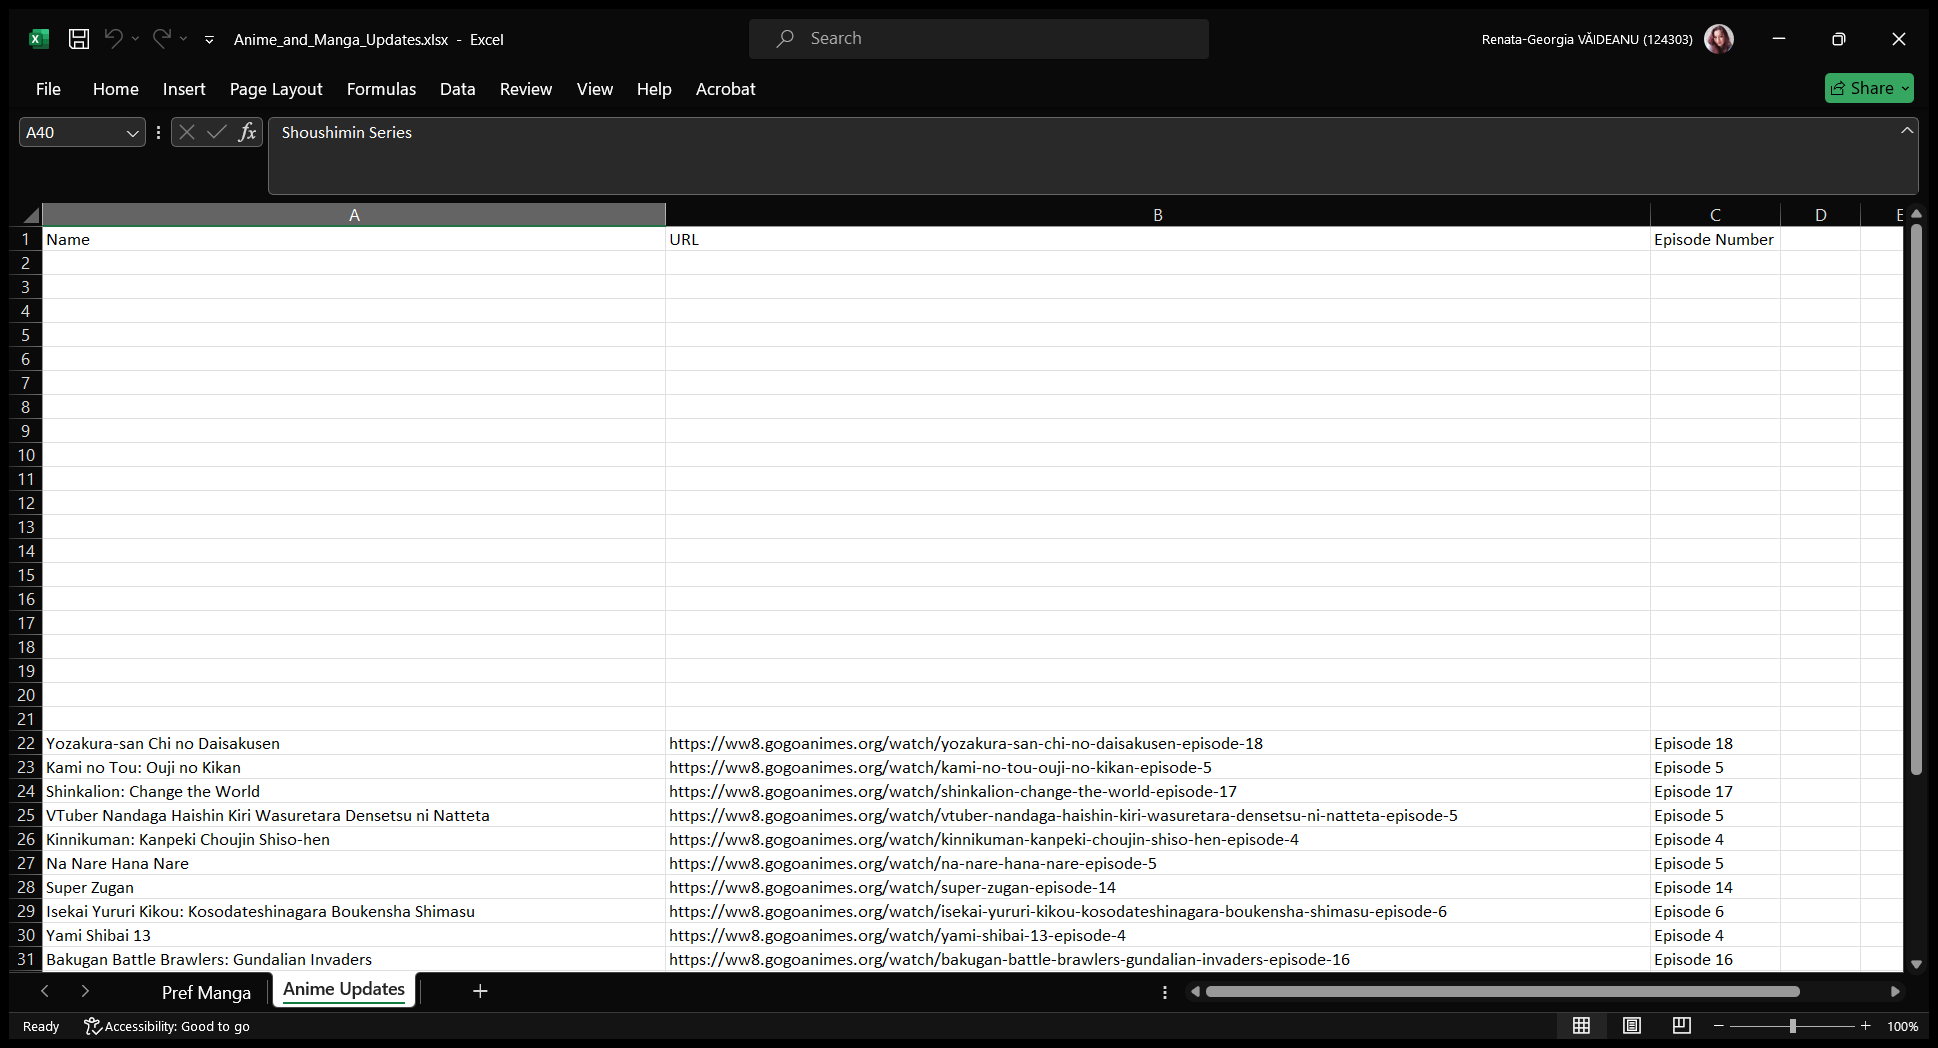 Anime_and_Manga_Updates.xlsx - Excel
Search
Renata-Georgia VĂIDEANU (124303)
File Home Insert Page Layout Formulas Data Review View Help Acrobat
Share
A40
fx
Shoushimin Series
A B C D E
1 Name URL Episode Number
2
3
4
5
6
7
8
9
10
11
12
13
14
15
16
17
18
19
20
21
22 Yozakura-san Chi no Daisakusen https://ww8.gogoanimes.org/watch/yozakura-san-chi-no-daisakusen-episode-18 Episode 18
23 Kami no Tou: Ouji no Kikan https://ww8.gogoanimes.org/watch/kami-no-tou-ouji-no-kikan-episode-5 Episode 5
24 Shinkalion: Change the World https://ww8.gogoanimes.org/watch/shinkalion-change-the-world-episode-17 Episode 17
25 VTuber Nandaga Haishin Kiri Wasuretara Densetsu ni Natteta https://ww8.gogoanimes.org/watch/vtuber-nandaga-haishin-kiri-wasuretara-densetsu-ni-natteta-episode-5 Episode 5
26 Kinnikuman: Kanpeki Choujin Shiso-hen https://ww8.gogoanimes.org/watch/kinnikuman-kanpeki-choujin-shiso-hen-episode-4 Episode 4
27 Na Nare Hana Nare https://ww8.gogoanimes.org/watch/na-nare-hana-nare-episode-5 Episode 5
28 Super Zugan https://ww8.gogoanimes.org/watch/super-zugan-episode-14 Episode 14
29 Isekai Yururi Kikou: Kosodateshinagara Boukensha Shimasu https://ww8.gogoanimes.org/watch/isekai-yururi-kikou-kosodateshinagara-boukensha-shimasu-episode-6 Episode 6
30 Yami Shibai 13 https://ww8.gogoanimes.org/watch/yami-shibai-13-episode-4 Episode 4
31 Bakugan Battle Brawlers: Gundalian Invaders https://ww8.gogoanimes.org/watch/bakugan-battle-brawlers-gundalian-invaders-episode-16 Episode 16
Pref Manga Anime Updates
Ready Accessibility: Good to go 100%